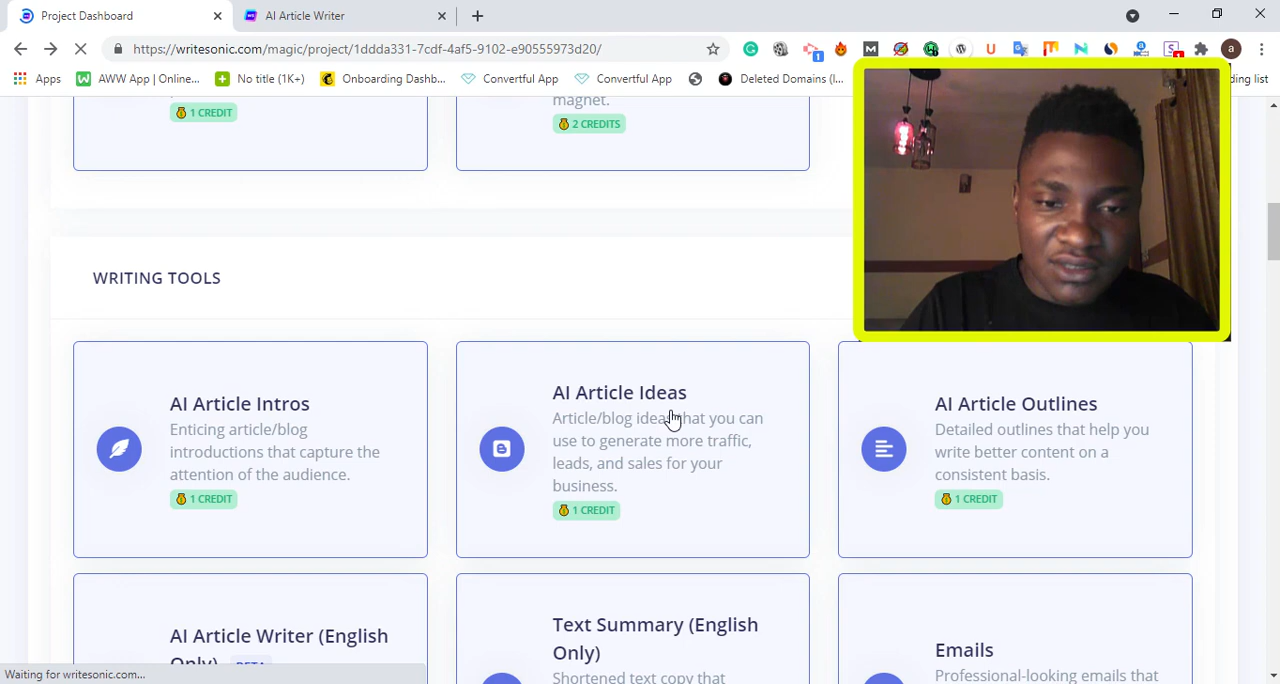 Project Dashboard
AI Article Writer
https://writesonic.com/magic/project/1ddda331-7cdf-4af5-9102-e90555973d20/
Apps
AWW App | Online...
No title (1K+)
Onboarding Dashb...
Convertful App
Convertful App
Deleted Domains (I...
ding list
1 CREDIT
magnet.
2 CREDITS
WRITING TOOLS
AI Article Intros
Enticing article/blog
introductions that capture the
attention of the audience.
1 CREDIT
AI Article Ideas
Article/blog ideas that you can
use to generate more traffic,
leads, and sales for your
business.
1 CREDIT
AI Article Outlines
Detailed outlines that help you
write better content on a
consistent basis.
1 CREDIT
AI Article Writer (English
Only) BETA
Text Summary (English
Only)
Shortened text copy that
Emails
Professional-looking emails that
Waiting for writesonic.com...